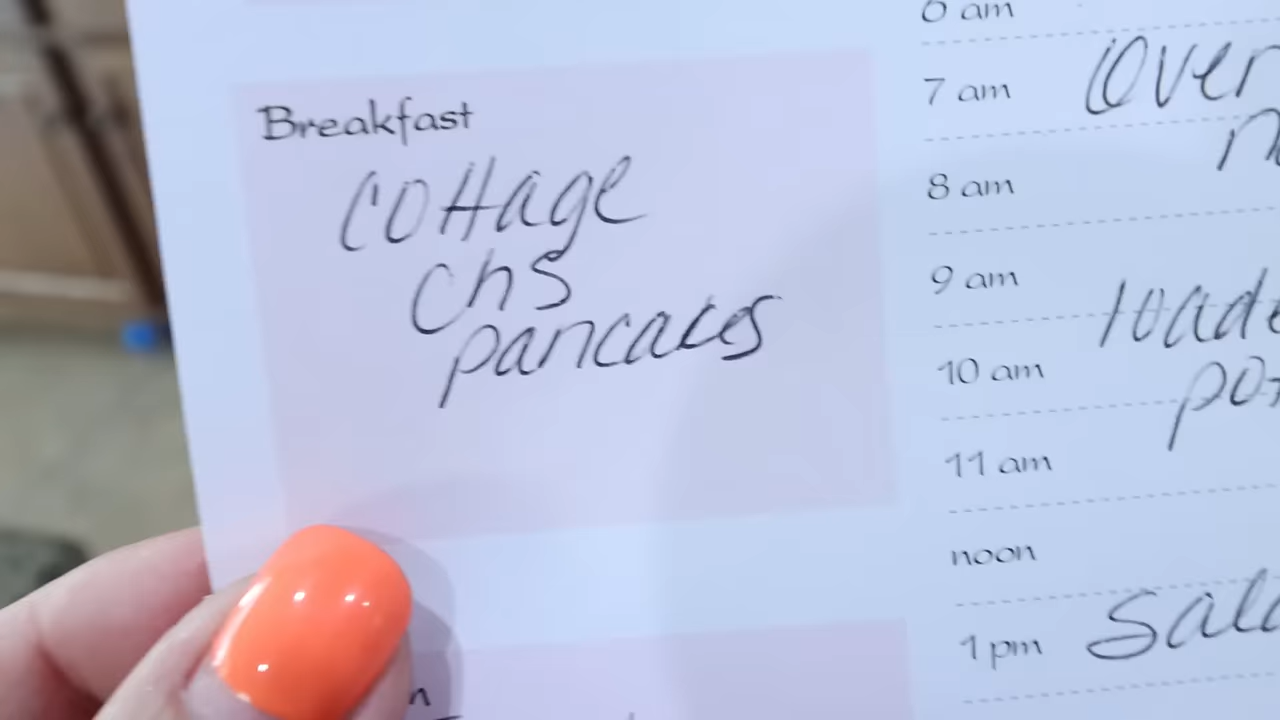 Breakfast
cottage
chs
pancakes
6 am
7 am
8 am
9 am
10 am
11 am
noon
1 pm